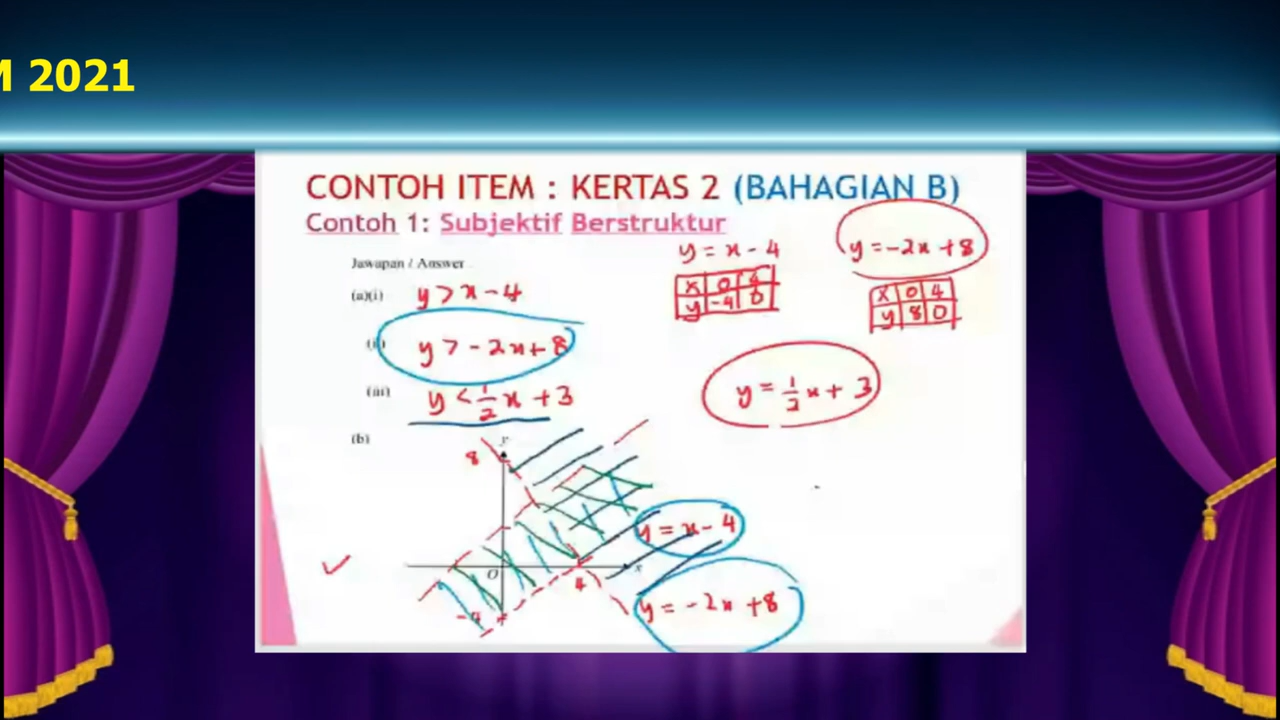 M 2021
CONTOH ITEM : KERTAS 2 (BAHAGIAN B)
Contoh 1: Subjektif Berstruktur
Jawapan / Answer
y = x - 4
y = -2x + 8
x 0 4
y -4 0
x 0 4
y 8 0
(a)(i) y > x - 4
y > - 2x + 8
(iii) y < 1/2 x + 3
y = 1/2 x + 3
(b)
y
8
y = x - 4
O
4
x
-4
y = - 2x + 8